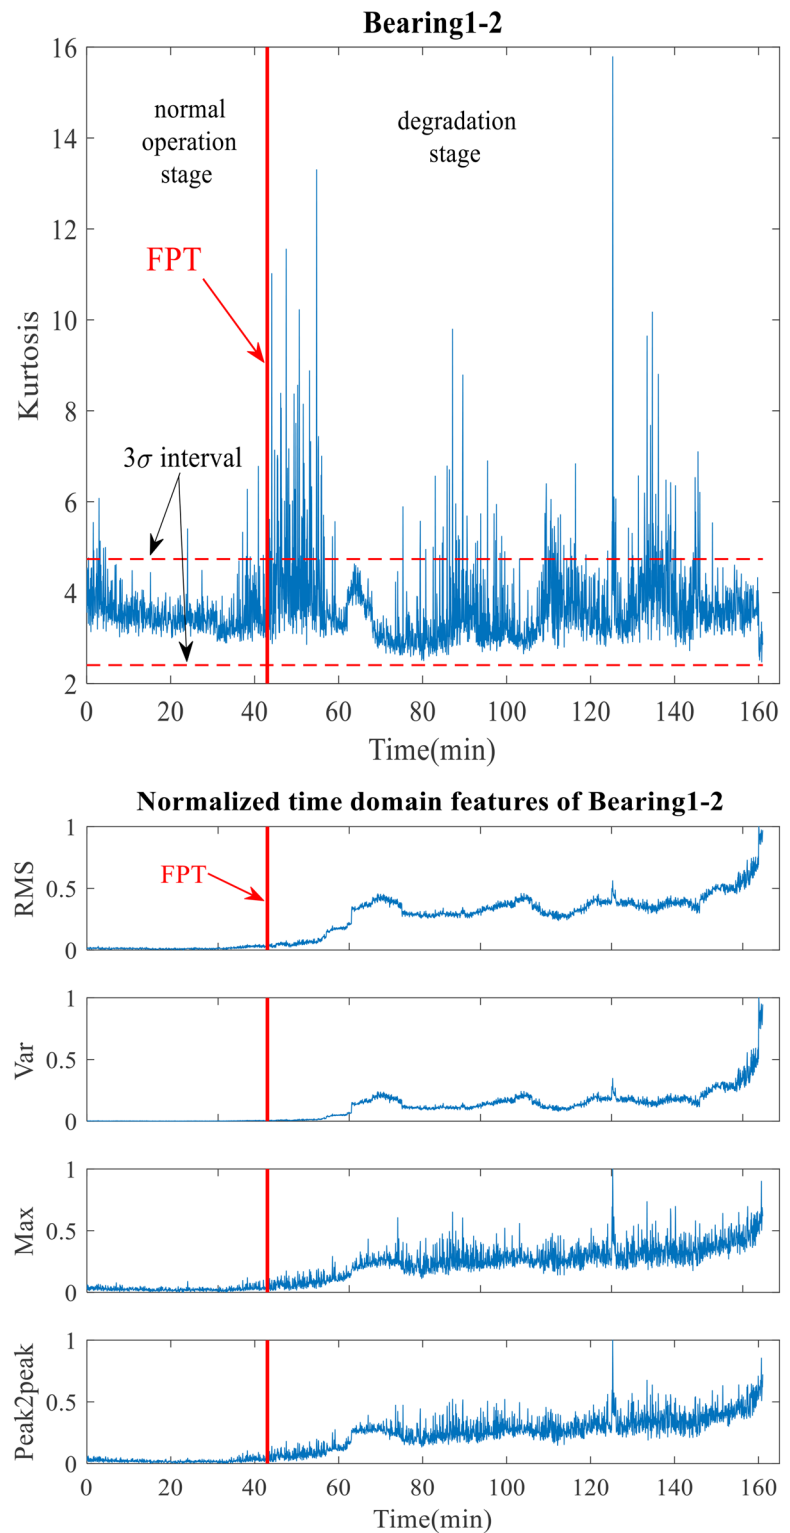 Bearing1-2
16
14
12
10
8
6
4
2
Kurtosis
normal
operation
stage
degradation
stage
FPT
3σ interval
0 20 40 60 80 100 120 140 160
Time(min)
Normalized time domain features of Bearing1-2
1
0.5
0
RMS
FPT
1
0.5
0
Var
1
0.5
0
Max
1
0.5
0
Peak2peak
0 20 40 60 80 100 120 140 160
Time(min)